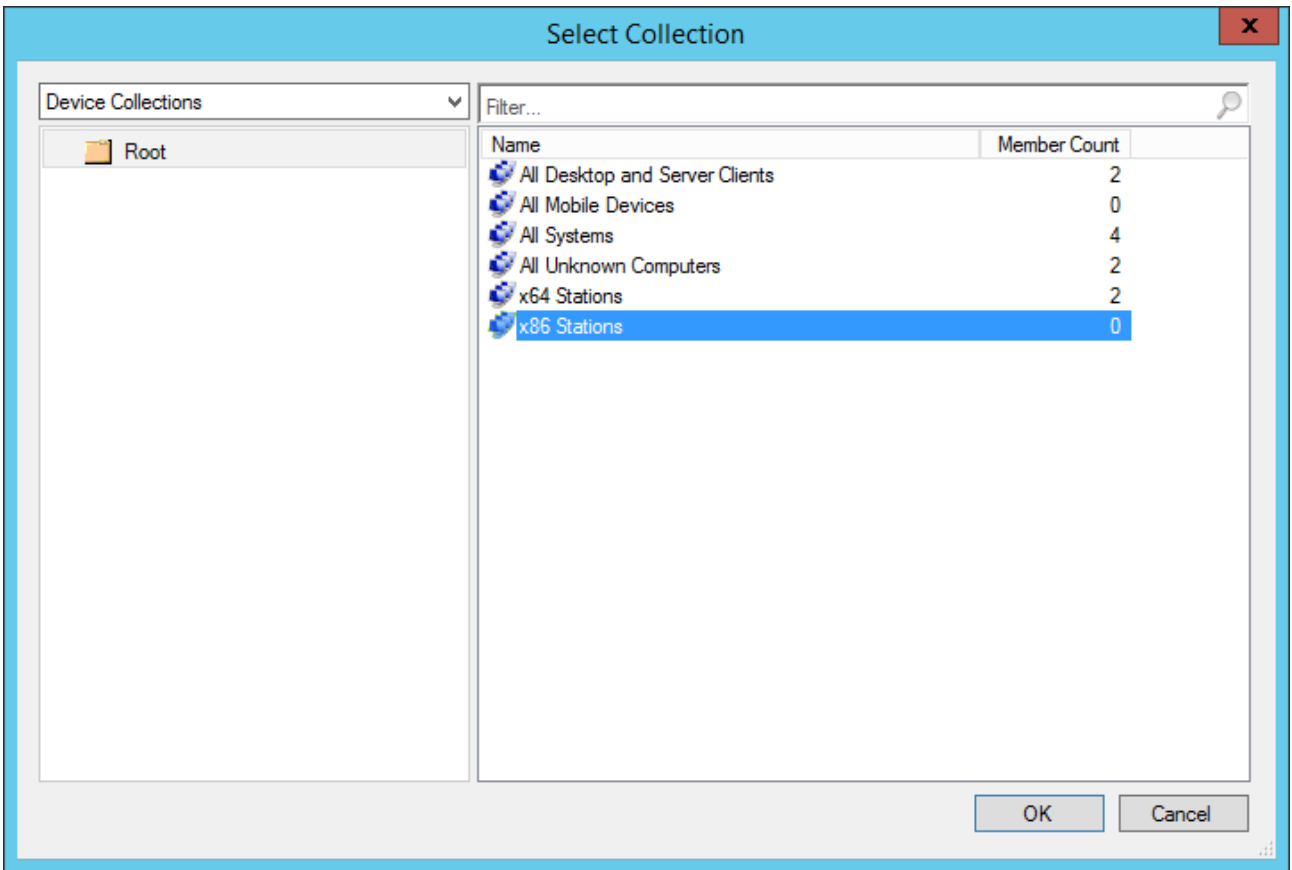 Select Collection
x
Device Collections
Filter...
Root
Name Member Count
All Desktop and Server Clients 2
All Mobile Devices 0
All Systems 4
All Unknown Computers 2
x64 Stations 2
x86 Stations 0
OK Cancel